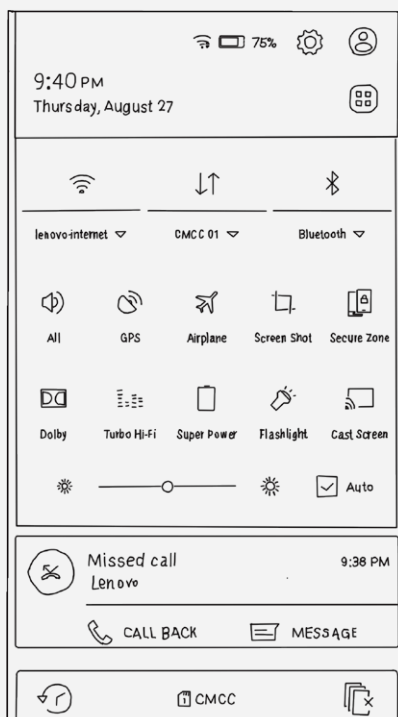 75%
9:40 PM
Thursday, August 27
lenovo-internet CMCC 01 Bluetooth
All GPS Airplane Screen Shot Secure Zone
Dolby Turbo Hi-Fi Super Power Flashlight Cast Screen
Auto
Missed call 9:38 PM
Lenovo
CALL BACK MESSAGE
1 CMCC